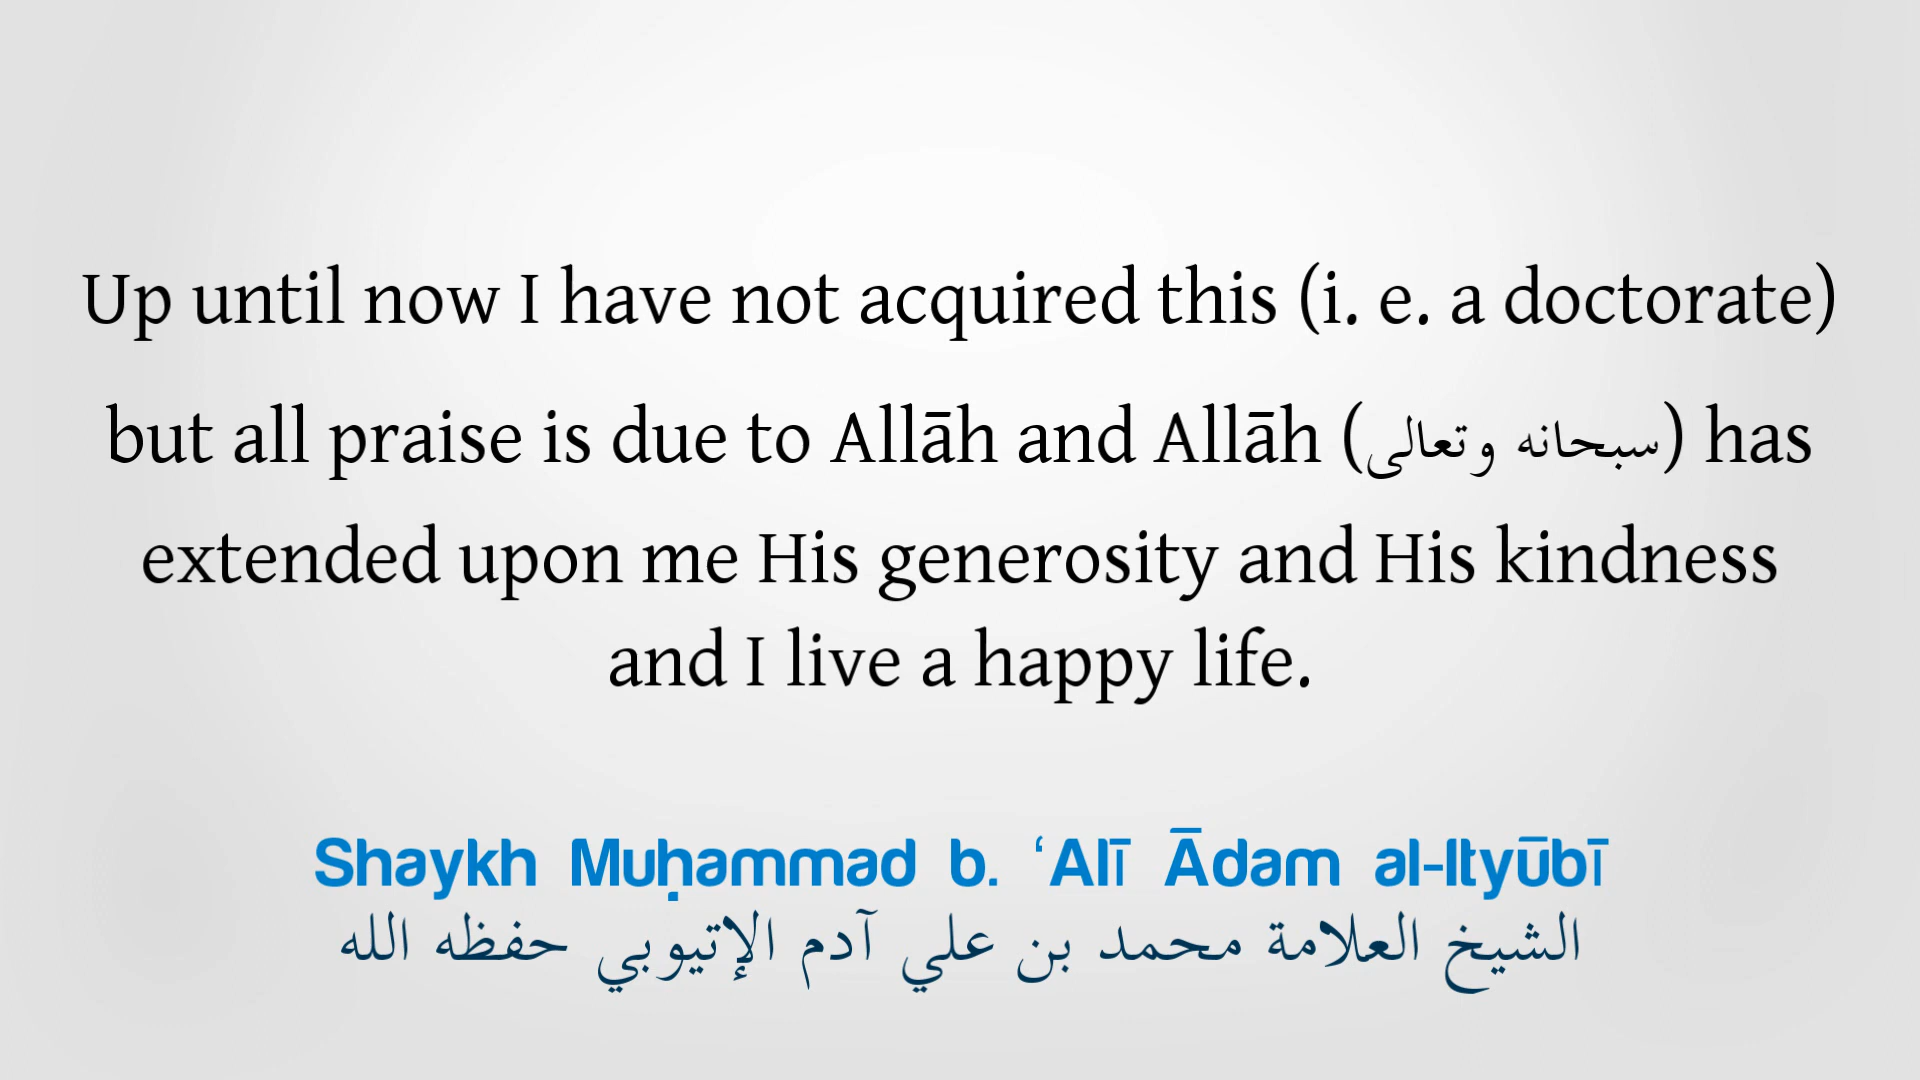 Up until now I have not acquired this (i. e. a doctorate)
but all praise is due to Allāh and Allāh (سبحانه وتعالى) has
extended upon me His generosity and His kindness
and I live a happy life.
Shaykh Muḥammad b. ʿAlī Ādam al-Ityūbī
الشيخ العلامة محمد بن علي آدم الإتيوبي حفظه الله